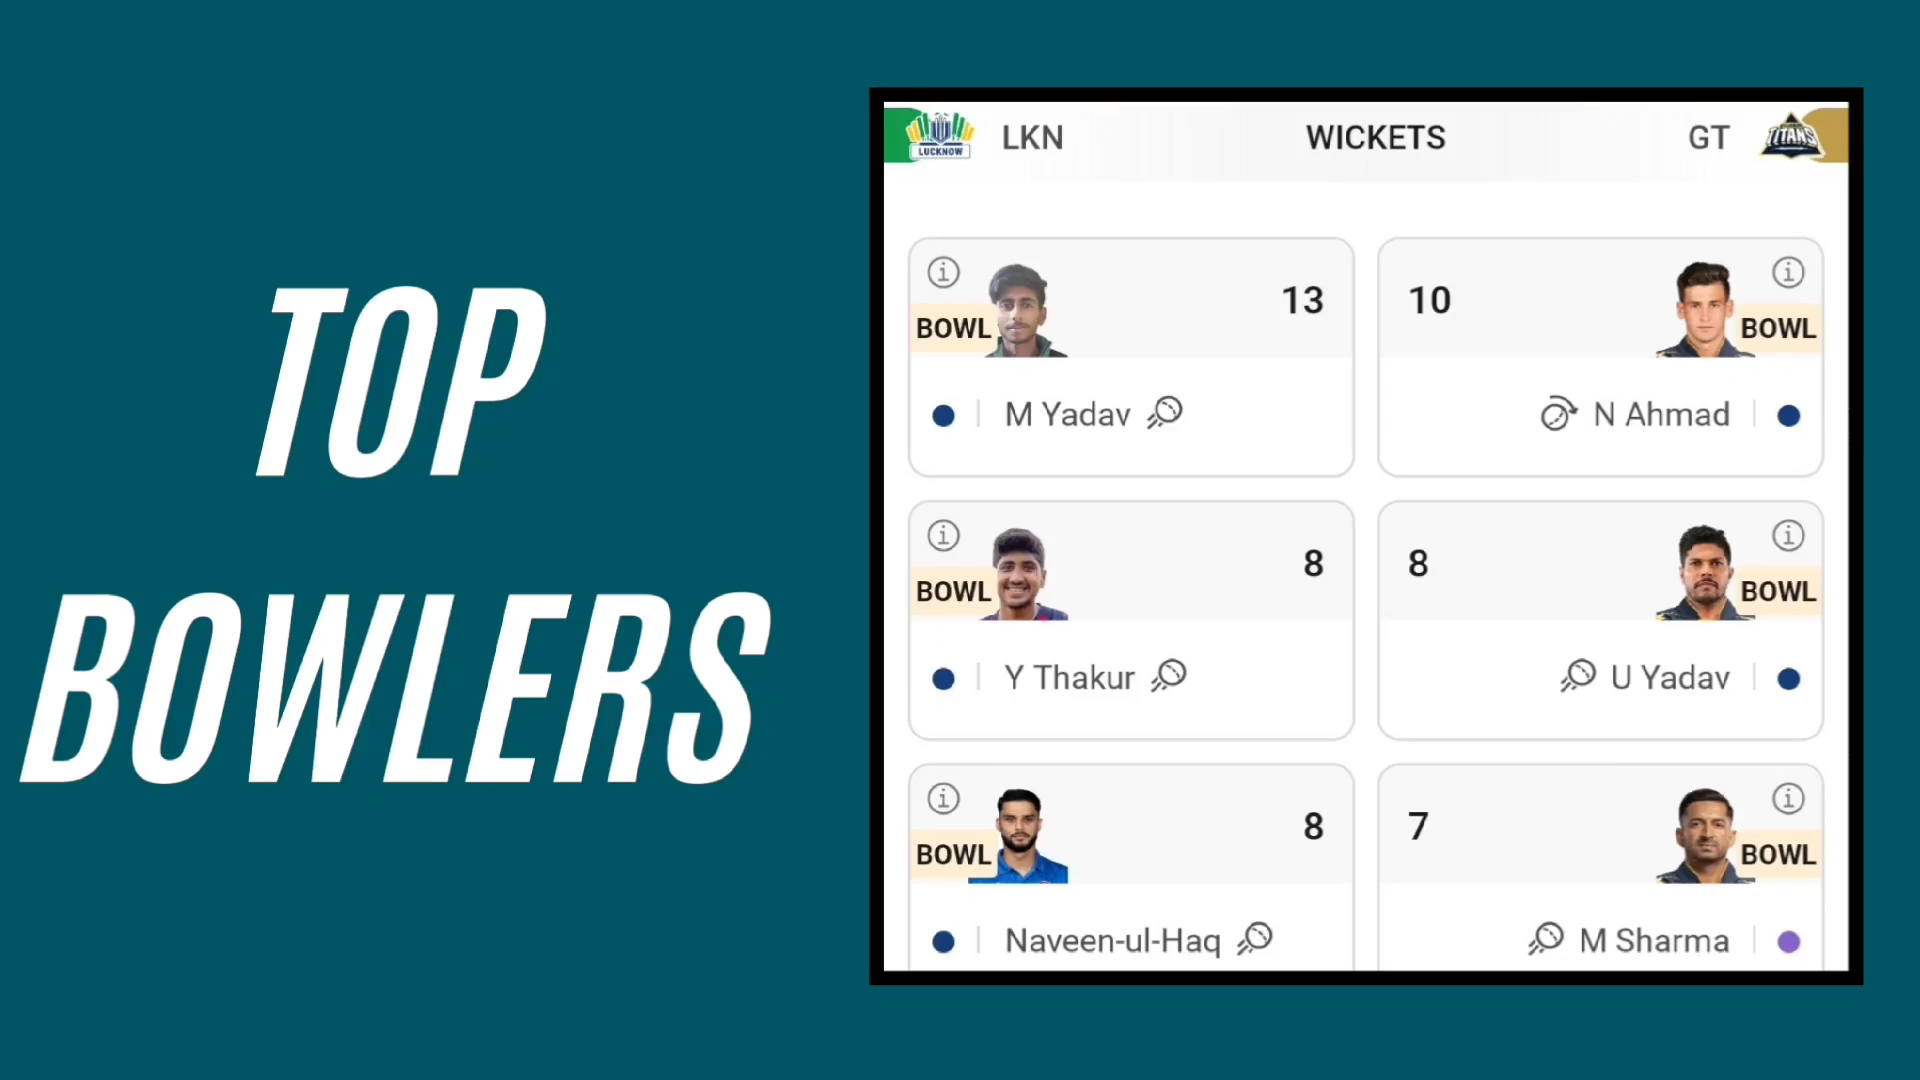 TOP
BOWLERS
LUCKNOW
LKN
WICKETS
GT
TITANS
BOWL
13
M Yadav
10
BOWL
N Ahmad
BOWL
8
Y Thakur
8
BOWL
U Yadav
BOWL
8
Naveen-ul-Haq
7
BOWL
M Sharma